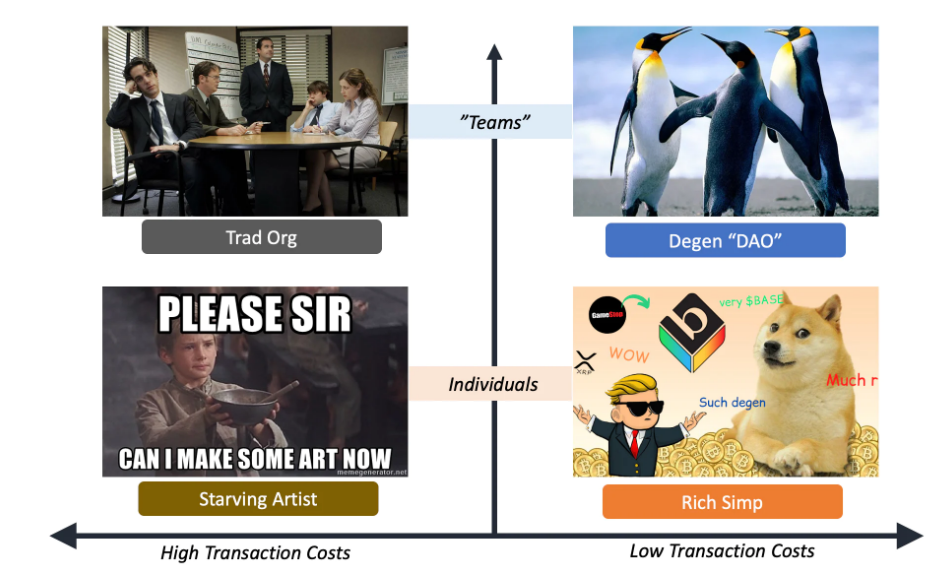 "Teams"
Trad Org
Degen "DAO"
PLEASE SIR
CAN I MAKE SOME ART NOW
memegenerator.net
Starving Artist
Individuals
GameStop
very $BASE
WOW
XRP
Much r
Such degen
Rich Simp
High Transaction Costs
Low Transaction Costs